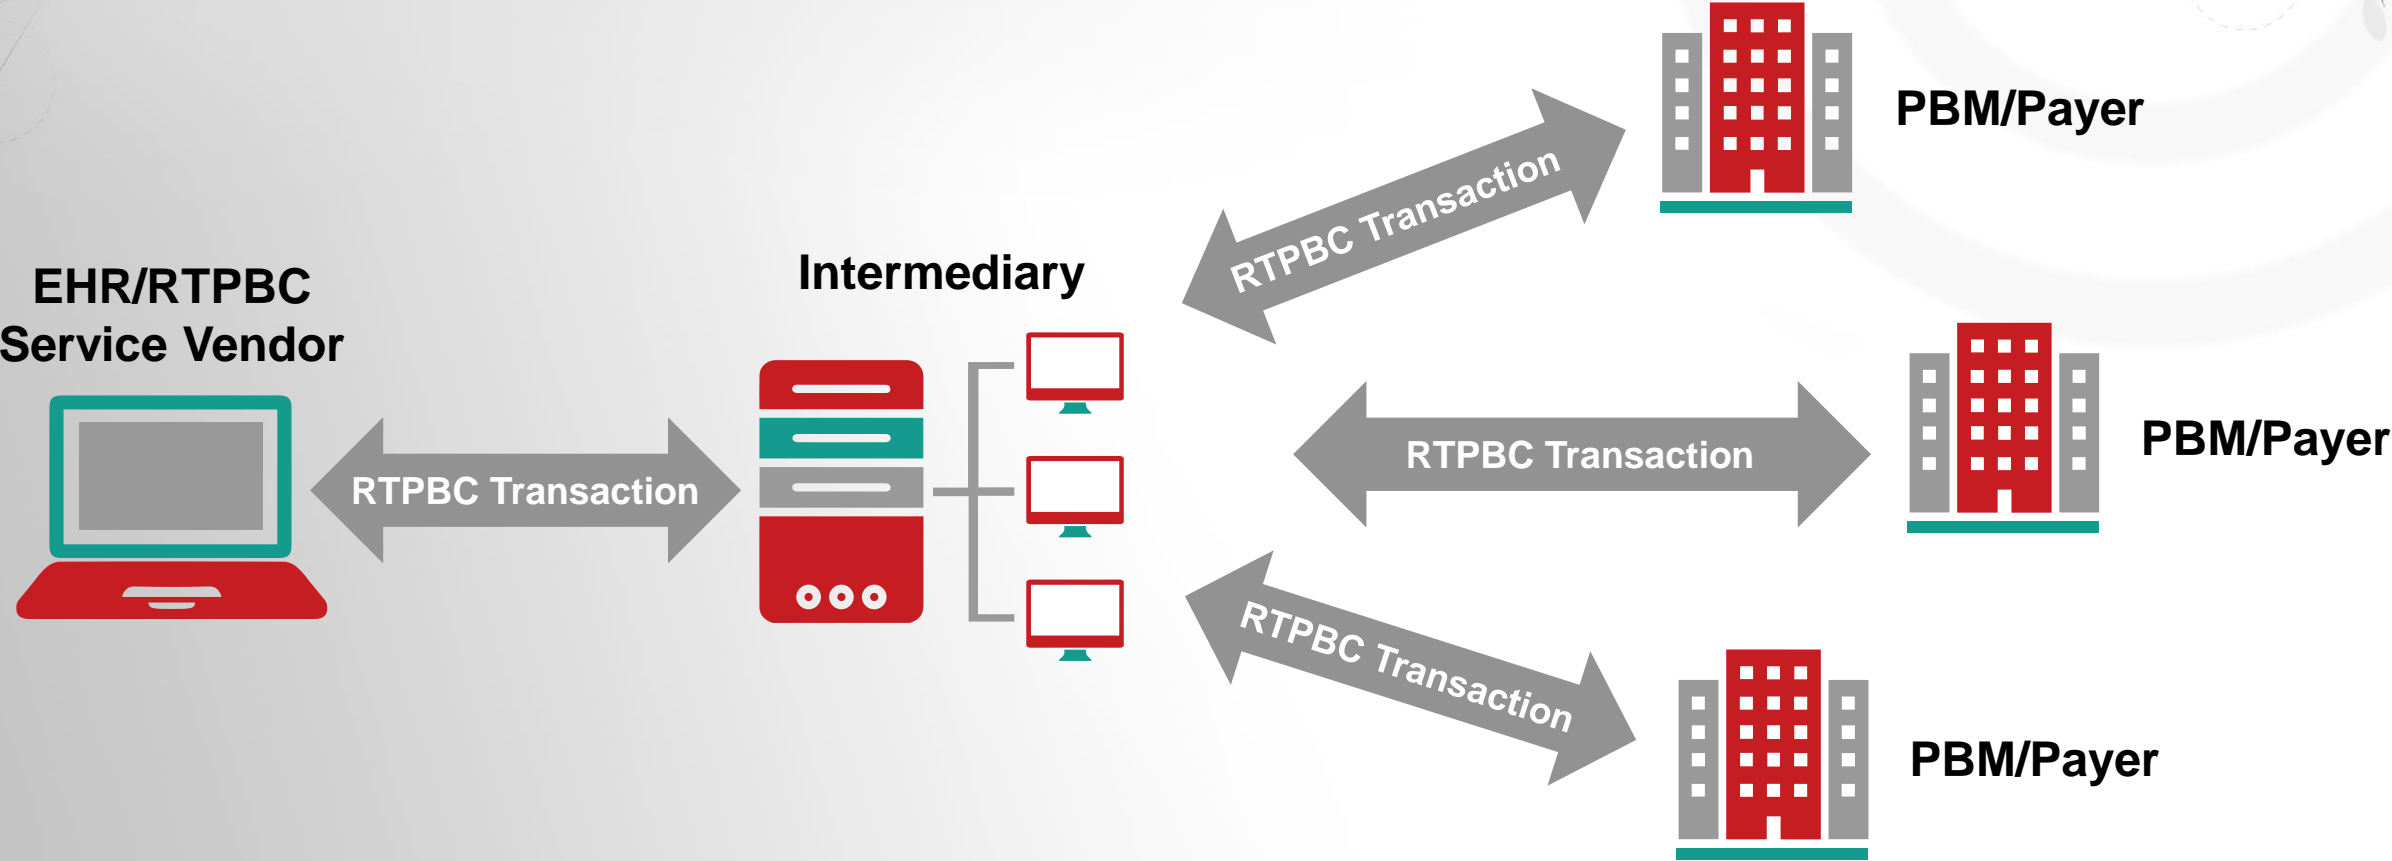 EHR/RTPBC
Service Vendor
RTPBC Transaction
Intermediary
RTPBC Transaction
PBM/Payer
RTPBC Transaction
PBM/Payer
RTPBC Transaction
PBM/Payer